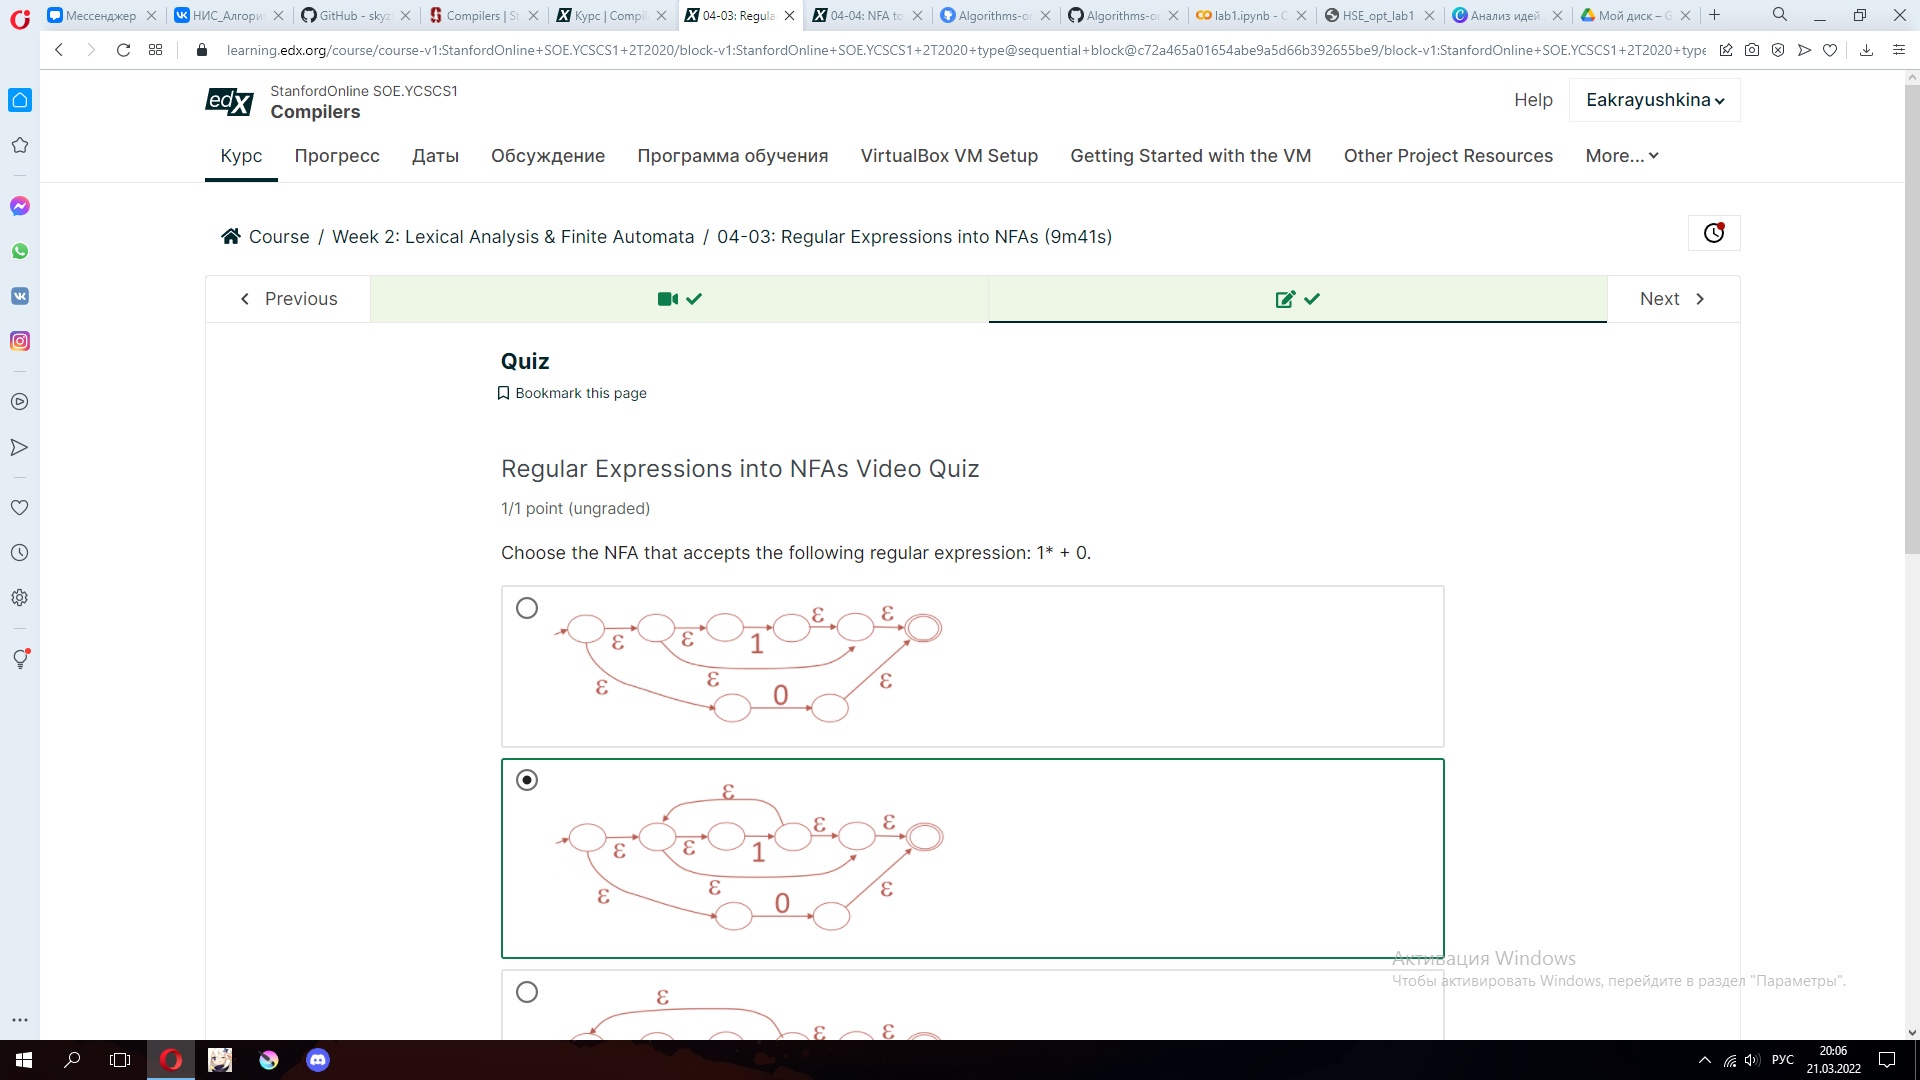 Мессенджер
НИС_Алгори
GitHub - skyz
Compilers | S
Курс | Compil
04-03: Regula
04-04: NFA to
Algorithms-o
Algorithms-o
lab1.ipynb - C
HSE_opt_lab1
Анализ идей
Мой диск – G
learning.edx.org/course/course-v1:StanfordOnline+SOE.YCSCS1+2T2020/block-v1:StanfordOnline+SOE.YCSCS1+2T2020+type@sequential+block@c72a465a01654abe9a5d66b392655be9/block-v1:StanfordOnline+SOE.YCSCS1+2T2020+type
edX
StanfordOnline SOE.YCSCS1
Compilers
Help
Eakrayushkina
Курс
Прогресс
Даты
Обсуждение
Программа обучения
VirtualBox VM Setup
Getting Started with the VM
Other Project Resources
More...
Course / Week 2: Lexical Analysis & Finite Automata / 04-03: Regular Expressions into NFAs (9m41s)
Previous
Next
Quiz
Bookmark this page
Regular Expressions into NFAs Video Quiz
1/1 point (ungraded)
Choose the NFA that accepts the following regular expression: 1* + 0.
ε ε 1 ε ε
ε ε 0 ε
ε
ε ε 1 ε ε
ε ε 0 ε
ε
ε ε
Активация Windows
Чтобы активировать Windows, перейдите в раздел "Параметры".
РУС
20:06
21.03.2022